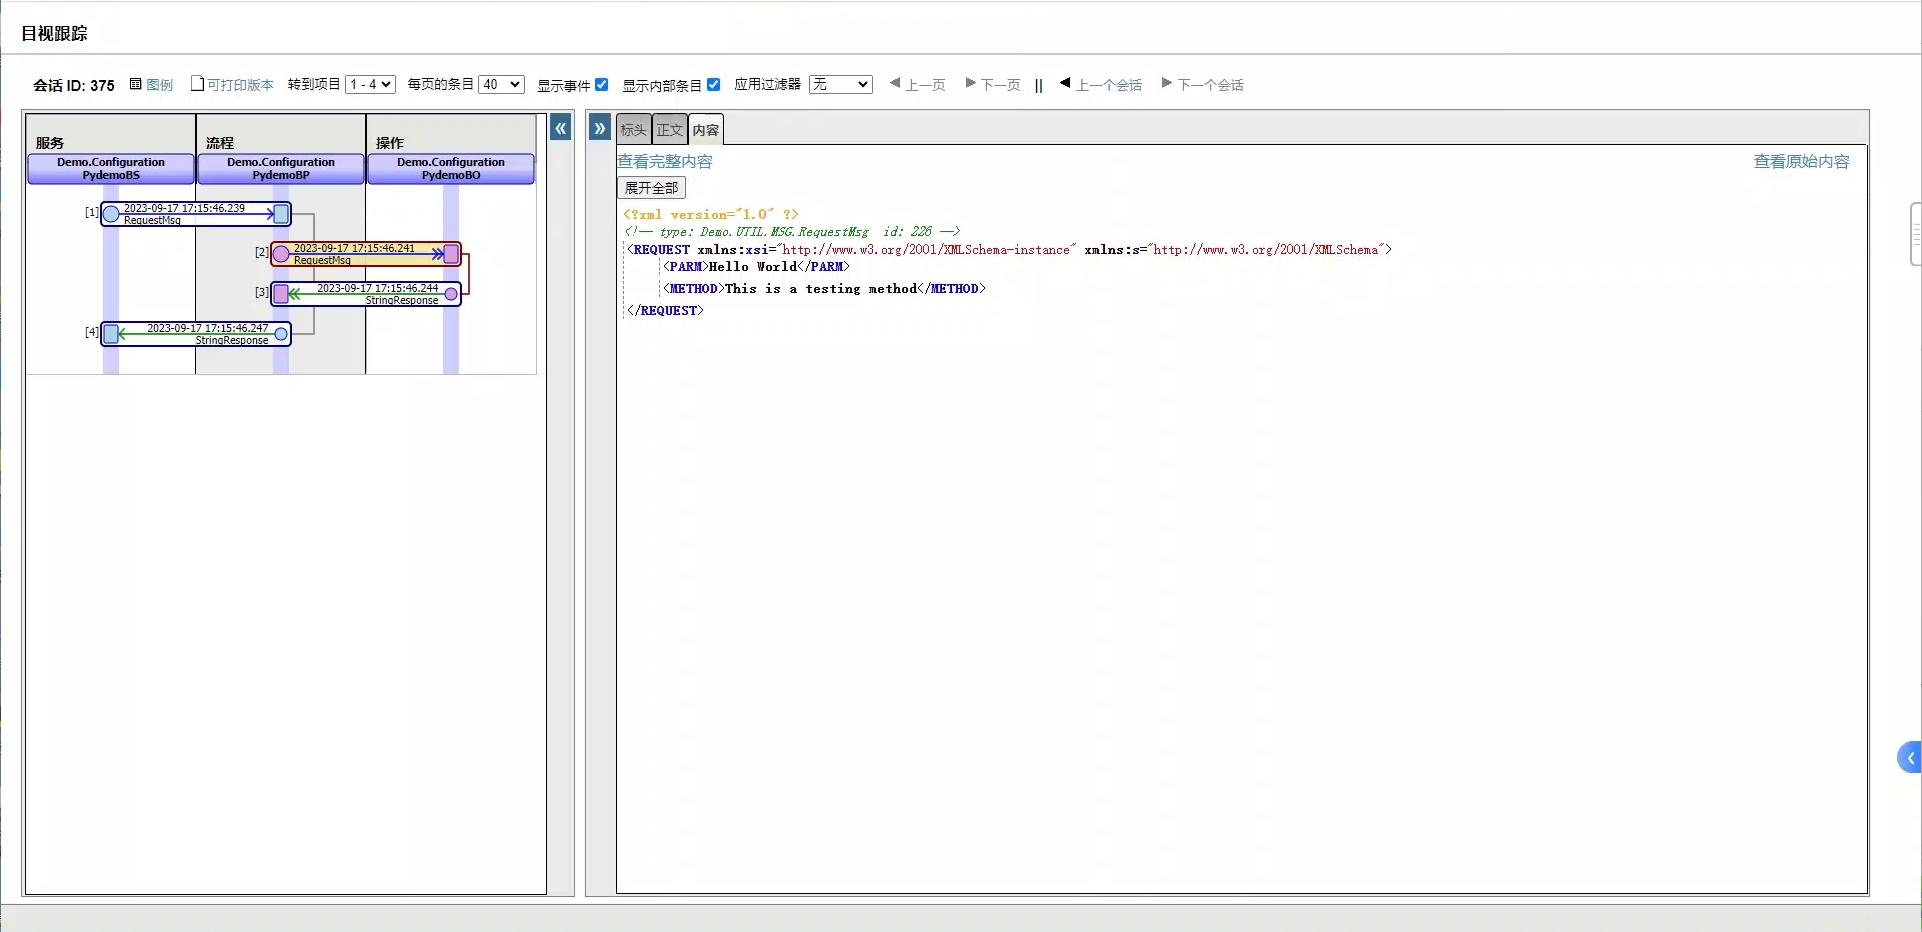 目视跟踪
会话 ID: 375 图例 可打印版本 转到项目 1 - 4 每页的条目 40 显示事件 显示内部条目 应用过滤器 无 上一页 下一页 || 上一个会话 下一个会话
服务 流程 操作
Demo.Configuration Demo.Configuration Demo.Configuration
PydemoBS PydemoBP PydemoBO
[1] 2023-09-17 17:15:46.239
RequestMsg
[2] 2023-09-17 17:15:46.241
RequestMsg
[3] 2023-09-17 17:15:46.244
StringResponse
[4] 2023-09-17 17:15:46.247
StringResponse
« »
标头 正文 内容
查看完整内容 查看原始内容
展开全部
<?xml version="1.0" ?>
<!-- type: Demo.UTIL.MSG.RequestMsg  id: 226 -->
<REQUEST xmlns:xsi="http://www.w3.org/2001/XMLSchema-instance" xmlns:s="http://www.w3.org/2001/XMLSchema">
<PARM>Hello World</PARM>
<METHOD>This is a testing method</METHOD>
</REQUEST>